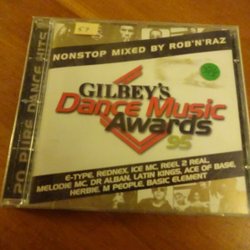 NONSTOP MIXED BY ROB'N'RAZ
GILBEY'S
Dance Music
Awards
95
E-TYPE, REDNEX, ICE MC, REEL 2 REAL,
MELODIE MC, DR ALBAN, LATIN KINGS, ACE OF BASE,
HERBIE, M PEOPLE, BASIC ELEMENT
20 PURE DANCE HITS